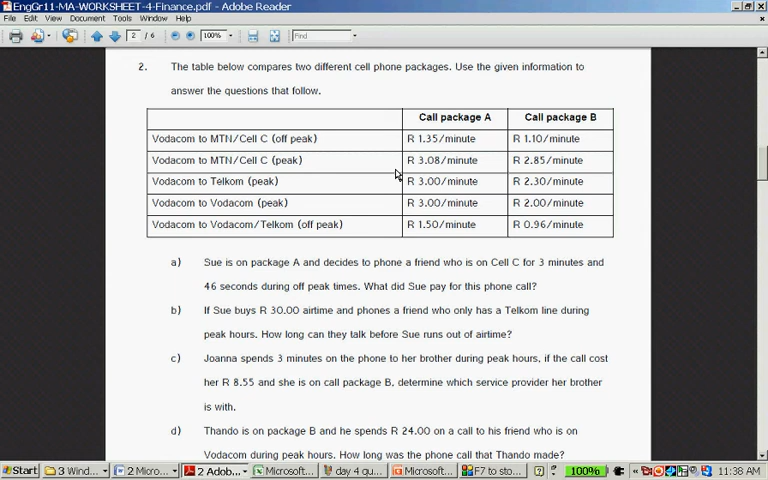 EngGr11-MA-WORKSHEET-4-Finance.pdf - Adobe Reader
File Edit View Document Tools Window Help
2 / 6 100% Find
2. The table below compares two different cell phone packages. Use the given information to
answer the questions that follow.
Call package A Call package B
Vodacom to MTN/Cell C (off peak) R 1.35/minute R 1.10/minute
Vodacom to MTN/Cell C (peak) R 3.08/minute R 2.85/minute
Vodacom to Telkom (peak) R 3.00/minute R 2.30/minute
Vodacom to Vodacom (peak) R 3.00/minute R 2.00/minute
Vodacom to Vodacom/Telkom (off peak) R 1.50/minute R 0.96/minute
a) Sue is on package A and decides to phone a friend who is on Cell C for 3 minutes and
46 seconds during off peak times. What did Sue pay for this phone call?
b) If Sue buys R 30.00 airtime and phones a friend who only has a Telkom line during
peak hours. How long can they talk before Sue runs out of airtime?
c) Joanna spends 3 minutes on the phone to her brother during peak hours, if the call cost
her R 8.55 and she is on call package B, determine which service provider her brother
is with.
d) Thando is on package B and he spends R 24.00 on a call to his friend who is on
Vodacom during peak hours. How long was the phone call that Thando made?
Start 3 Wind... 2 Micro... 2 Adob... Microsoft... day 4 qu... Microsoft... F7 to sto... 100% 11:38 AM